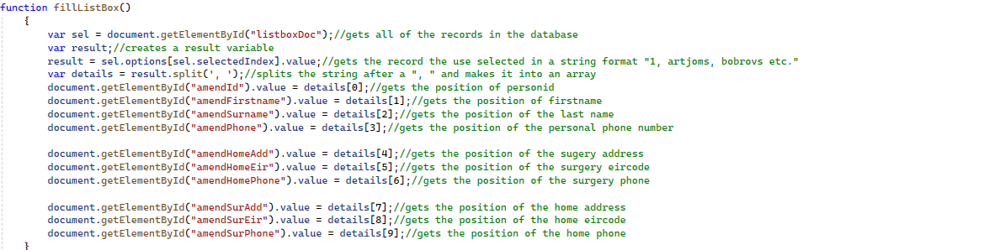 function fillListBox()
{
var sel = document.getElementById("listboxDoc");//gets all of the records in the database
var result;//creates a result variable
result = sel.options[sel.selectedIndex].value;//gets the record the use selected in a string format "1, artjoms, bobrovs etc."
var details = result.split(', ');//splits the string after a ", " and makes it into an array
document.getElementById("amendId").value = details[0];//gets the position of personid
document.getElementById("amendFirstname").value = details[1];//gets the position of firstname
document.getElementById("amendSurname").value = details[2];//gets the position of the last name
document.getElementById("amendPhone").value = details[3];//gets the position of the personal phone number
document.getElementById("amendHomeAdd").value = details[4];//gets the position of the sugery address
document.getElementById("amendHomeEir").value = details[5];//gets the position of the surgery eircode
document.getElementById("amendHomePhone").value = details[6];//gets the position of the surgery phone
document.getElementById("amendSurAdd").value = details[7];//gets the position of the home address
document.getElementById("amendSurEir").value = details[8];//gets the position of the home eircode
document.getElementById("amendSurPhone").value = details[9];//gets the position of the home phone
}